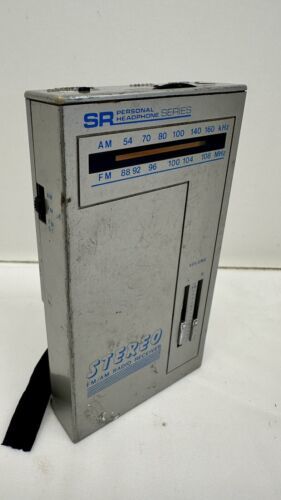 SR PERSONAL HEADPHONE SERIES
AM 54 70 80 100 140 160 kHz
FM 88 92 96 100 104 108 MHz
VOLUME
STEREO
FM/AM RADIO RECEIVER